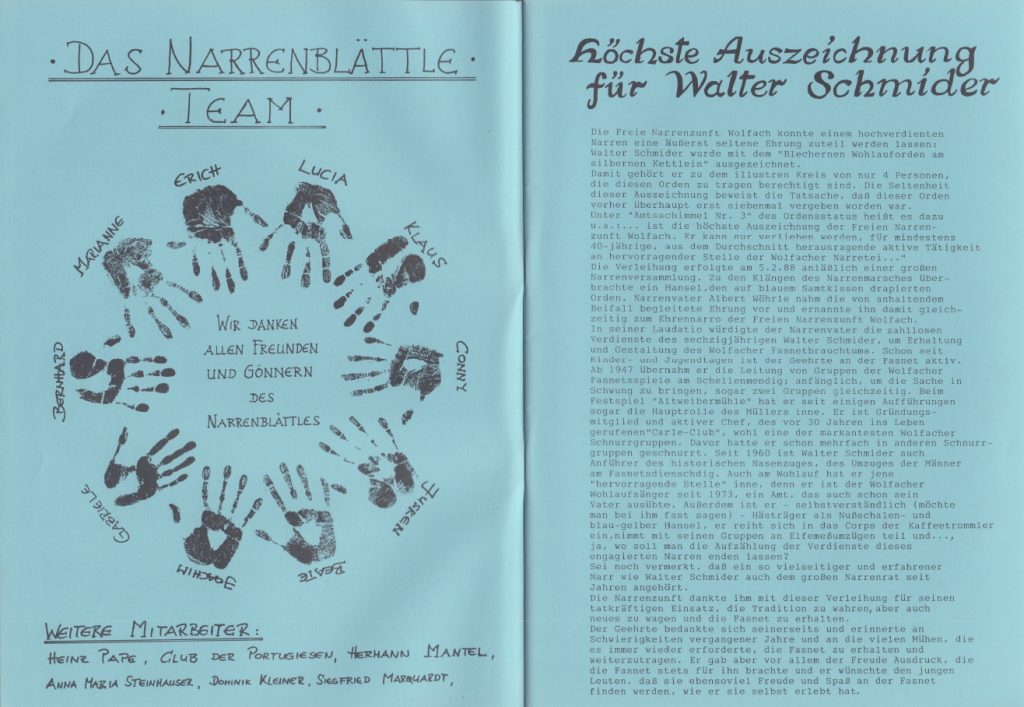 · DAS NARRENBLÄTTLE ·
· TEAM ·
ERICH
LUCIA
MARIANNE
KLAUS
BERNHARD
CONNY
GABRIELE
JÜRGEN
JOACHIM
BEATE
WIR DANKEN
ALLEN FREUNDEN
UND GÖNNERN
DES
NARRENBLÄTTLES
WEITERE MITARBEITER:
HEINZ PAPE, CLUB DER PORTUGIESEN, HERMANN MANTEL,
ANNA MARIA STEINHAUSER, DOMINIK KLEINER, SIEGFRIED MARQUARDT,
Höchste Auszeichnung
für Walter Schmider
Die Freie Narrenzunft Wolfach konnte einem hochverdienten
Narren eine äußerst seltene Ehrung zuteil werden lassen:
Walter Schmider wurde mit dem "Blechernen Wohlauforden am
silbernen Kettlein" ausgezeichnet.
Damit gehört er zu dem illustren Kreis von nur 4 Personen,
die diesen Orden zu tragen berechtigt sind. Die Seltenheit
dieser Auszeichnung beweist die Tatsache, daß dieser Orden
vorher überhaupt erst siebenmal vergeben worden war.
Unter "Amtsschimmel Nr. 3" des Ordensstatus heißt es dazu
u.a.:... ist die höchste Auszeichnung der Freien Narren-
zunft Wolfach. Er kann nur verliehen werden, für mindestens
40-jährige, aus dem Durchschnitt herausragende aktive Tätigkeit
an hervorragender Stelle der Wolfacher Narretei..."
Die Verleihung erfolgte am 5.2.88 anläßlich einer großen
Narrenversammlung. Zu den Klängen des Narrenmarsches über-
brachte ein Hansel,den auf blauem Samtkissen drapierten
Orden. Narrenvater Albert Wöhrle nahm die von anhaltendem
Beifall begleitete Ehrung vor und ernannte ihn damit gleich-
zeitig zum Ehrennarro der Freien Narrenzunft Wolfach.
In seiner Laudatio würdigte der Narrenvater die zahllosen
Verdienste des sechzigjährigen Walter Schmider, um Erhaltung
und Gestaltung des Wolfacher Fasnetbrauchtums. Schon seit
Kinder- und Jugendtagen ist der Geehrte an der Fasnet aktiv.
Ab 1947 übernahm er die Leitung von Gruppen der Wolfacher
Fasnetsspiele am Schellenmendig; anfänglich, um die Sache in
Schwung zu bringen, sogar zwei Gruppen gleichzeitig. Beim
Festspiel "Altweibermühle" hat er seit einigen Aufführungen
sogar die Hauptrolle des Müllers inne. Er ist Gründungs-
mitglied und aktiver Chef, des vor 30 Jahren ins Leben
gerufenen"Carle-Club", wohl eine der markantesten Wolfacher
Schnurrgruppen. Davor hatte er schon mehrfach in anderen Schnurr-
gruppen geschnurrt. Seit 1960 ist Walter Schmider auch
Anführer des historischen Nasenzugs, des Umzuges der Männer
am Fasnetsdiensdig. Auch am Wohlauf hat er jene
"hervorragende Stelle" inne, denn er ist der Wolfacher
Wohlaufsänger seit 1973, ein Amt, das auch schon sein
Vater ausübte. Außerdem ist er - selbstverständlich (möchte
man bei ihm fast sagen) - Hästräger als Nußschalen- und
blau-gelber Hansel, er reiht sich in das Corps der Kaffeetrommler
ein,nimmt mit seinen Gruppen an Elfemeßumzügen teil und...,
ja, wo soll man die Aufzählung der Verdienste dieses
engagierten Narren enden lassen?
Sei noch vermerkt, daß ein so vielseitiger und erfahrener
Narr wie Walter Schmider auch dem großen Narrenrat seit
Jahren angehört.
Die Narrenzunft dankte ihm mit dieser Verleihung für seinen
tatkräftigen Einsatz, die Tradition zu wahren,aber auch
neues zu wagen und die Fasnet zu erhalten.
Der Geehrte bedankte sich seinerseits und erinnerte an
Schwierigkeiten vergangener Jahre und an die vielen Mühen, die
es immer wieder erforderte, die Fasnet zu erhalten und
weiterzutragen. Er gab aber vor allem der Freude Ausdruck, die
die Fasnet stets für ihn brachte und er wünschte den jungen
Leuten, daß sie ebensoviel Freude und Spaß an der Fasnet
finden werden, wie er sie selbst erlebt hat.